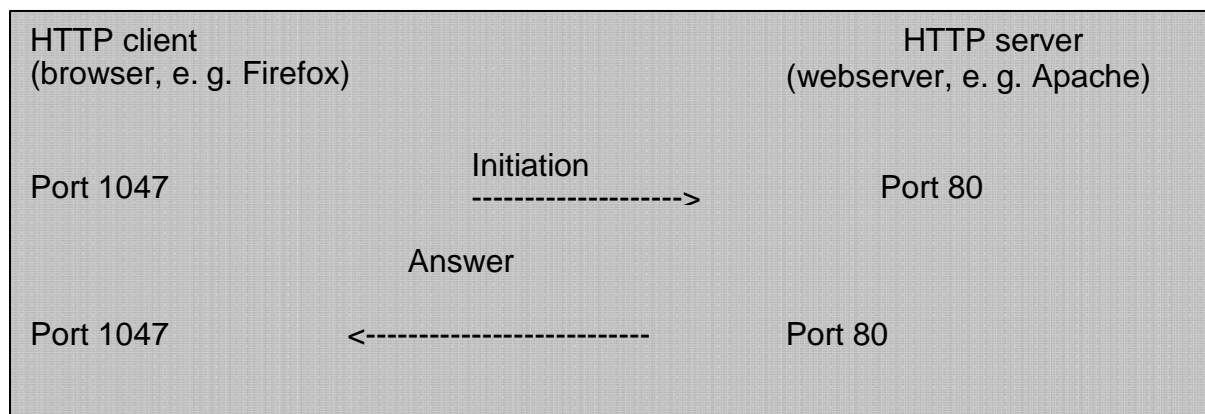 HTTP client HTTP server
(browser, e. g. Firefox) (webserver, e. g. Apache)
Initiation
Port 1047 --------------------> Port 80
Answer
Port 1047 <--------------------------- Port 80